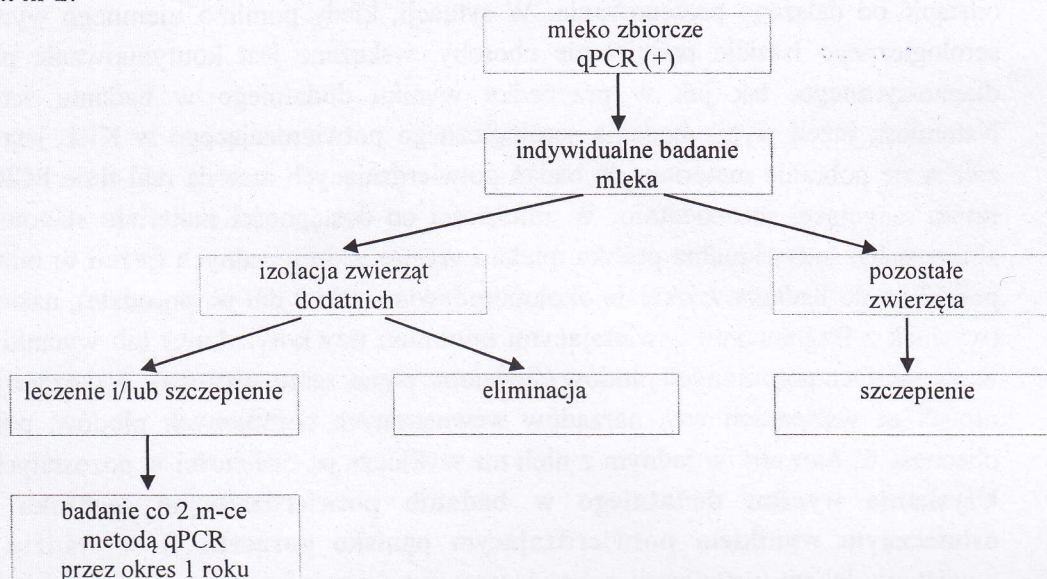 mleko zbiorcze
qPCR (+)
indywidualne badanie
mleka
izolacja zwierząt
dodatnich
pozostałe
zwierzęta
leczenie i/lub szczepienie
eliminacja
szczepienie
badanie co 2 m-ce
metodą qPCR
przez okres 1 roku